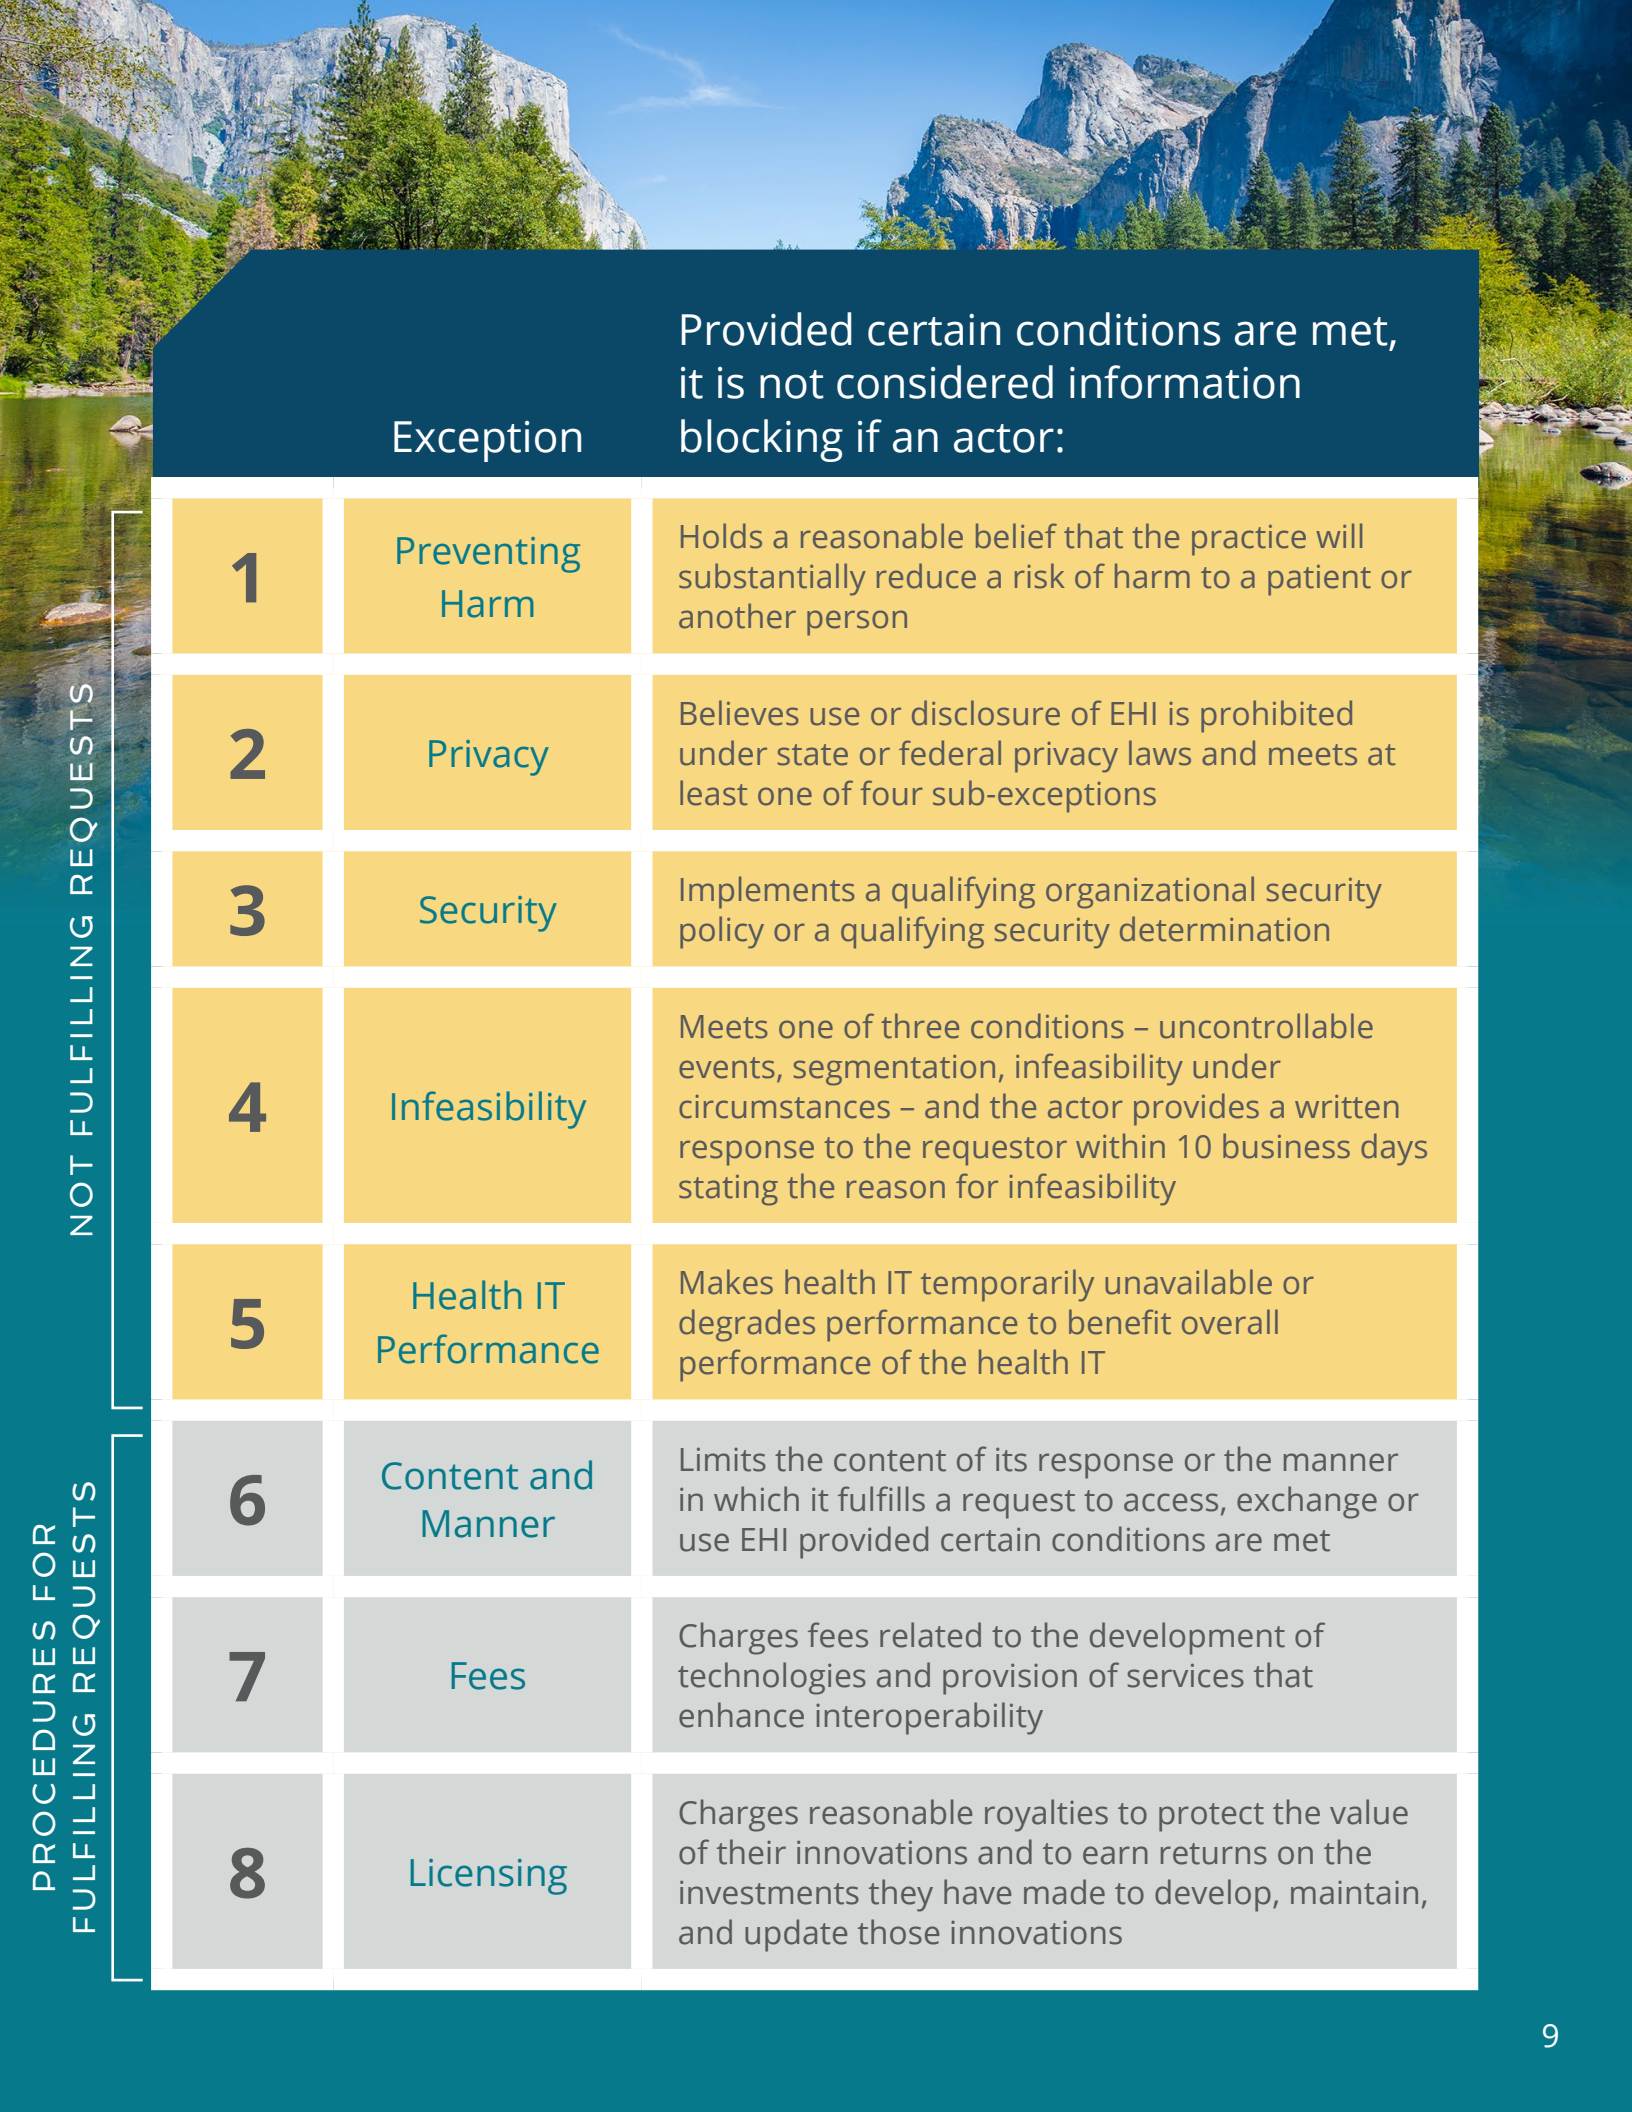 Exception
Provided certain conditions are met,
it is not considered information
blocking if an actor:
NOT FULFILLING REQUESTS
1
Preventing
Harm
Holds a reasonable belief that the practice will
substantially reduce a risk of harm to a patient or
another person
2
Privacy
Believes use or disclosure of EHI is prohibited
under state or federal privacy laws and meets at
least one of four sub-exceptions
3
Security
Implements a qualifying organizational security
policy or a qualifying security determination
4
Infeasibility
Meets one of three conditions – uncontrollable
events, segmentation, infeasibility under
circumstances – and the actor provides a written
response to the requestor within 10 business days
stating the reason for infeasibility
5
Health IT
Performance
Makes health IT temporarily unavailable or
degrades performance to benefit overall
performance of the health IT
PROCEDURES FOR
FULFILLING REQUESTS
6
Content and
Manner
Limits the content of its response or the manner
in which it fulfills a request to access, exchange or
use EHI provided certain conditions are met
7
Fees
Charges fees related to the development of
technologies and provision of services that
enhance interoperability
8
Licensing
Charges reasonable royalties to protect the value
of their innovations and to earn returns on the
investments they have made to develop, maintain,
and update those innovations
9